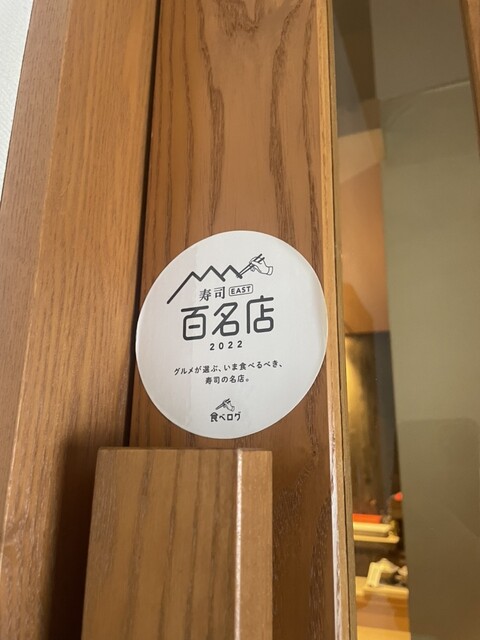 寿司 EAST
百名店
2022
グルメが選ぶ、いま食べるべき、
寿司の名店。
食べログ